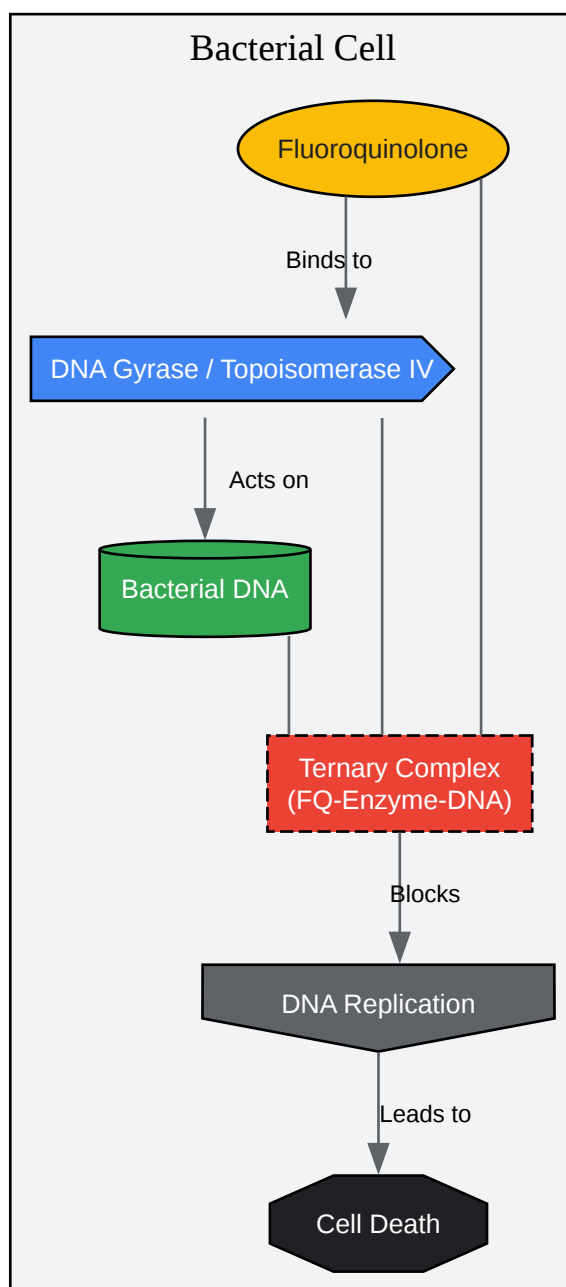 Bacterial Cell
Fluoroquinolone
Binds to
DNA Gyrase / Topoisomerase IV
Acts on
Bacterial DNA
Ternary Complex
(FQ-Enzyme-DNA)
Blocks
DNA Replication
Leads to
Cell Death